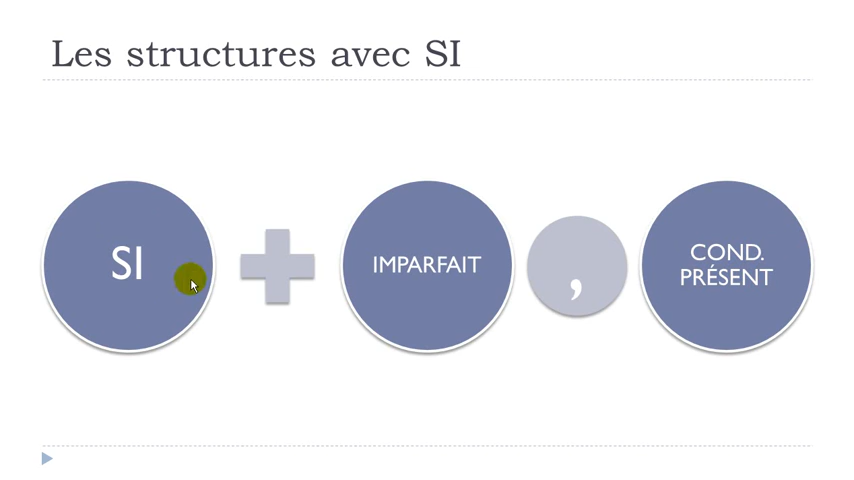 Les structures avec SI
SI
IMPARFAIT
,
COND.
PRÉSENT